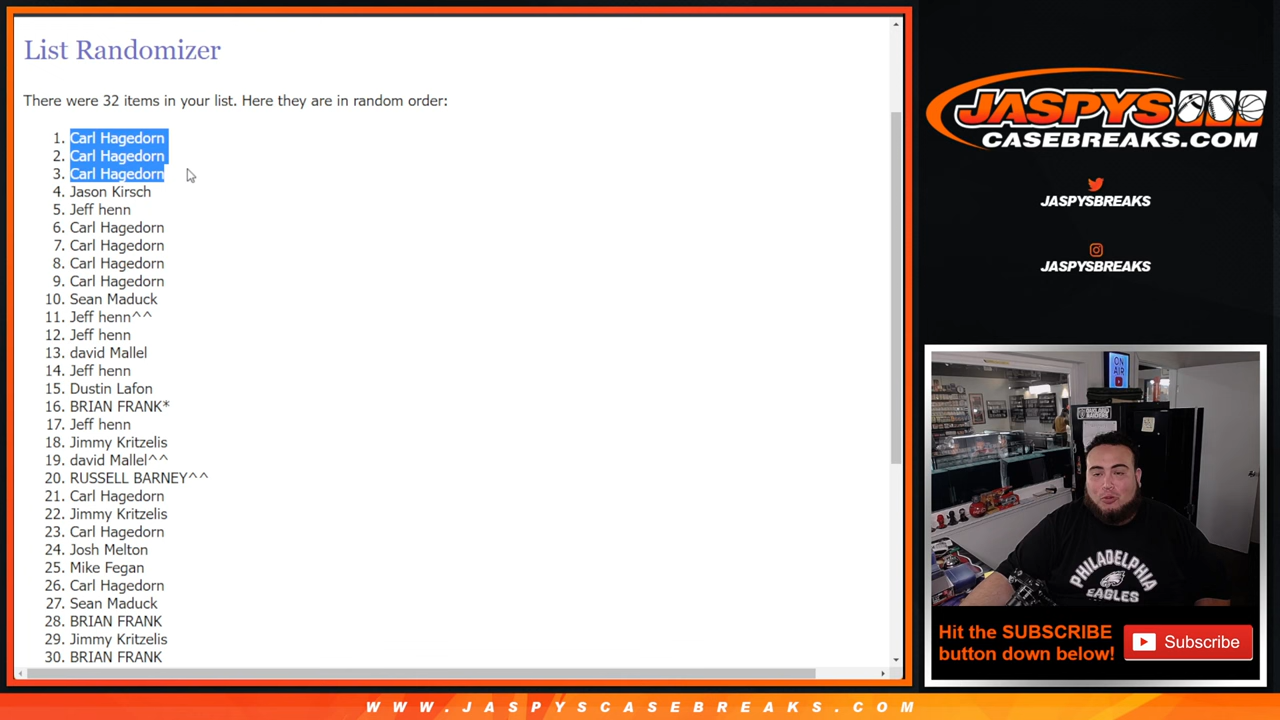 List Randomizer
There were 32 items in your list. Here they are in random order:
1. Carl Hagedorn
2. Carl Hagedorn
3. Carl Hagedorn
4. Jason Kirsch
5. Jeff henn
6. Carl Hagedorn
7. Carl Hagedorn
8. Carl Hagedorn
9. Carl Hagedorn
10. Sean Maduck
11. Jeff henn^^
12. Jeff henn
13. david Mallel
14. Jeff henn
15. Dustin Lafon
16. BRIAN FRANK*
17. Jeff henn
18. Jimmy Kritzelis
19. david Mallel^^
20. RUSSELL BARNEY^^
21. Carl Hagedorn
22. Jimmy Kritzelis
23. Carl Hagedorn
24. Josh Melton
25. Mike Fegan
26. Carl Hagedorn
27. Sean Maduck
28. BRIAN FRANK
29. Jimmy Kritzelis
30. BRIAN FRANK
JASPYS
CASEBREAKS.COM
JASPYSBREAKS
JASPYSBREAKS
ON
AIR
PHILADELPHIA
EAGLES
Hit the SUBSCRIBE
button down below!
Subscribe
WWW.JASPYSCASEBREAKS.COM